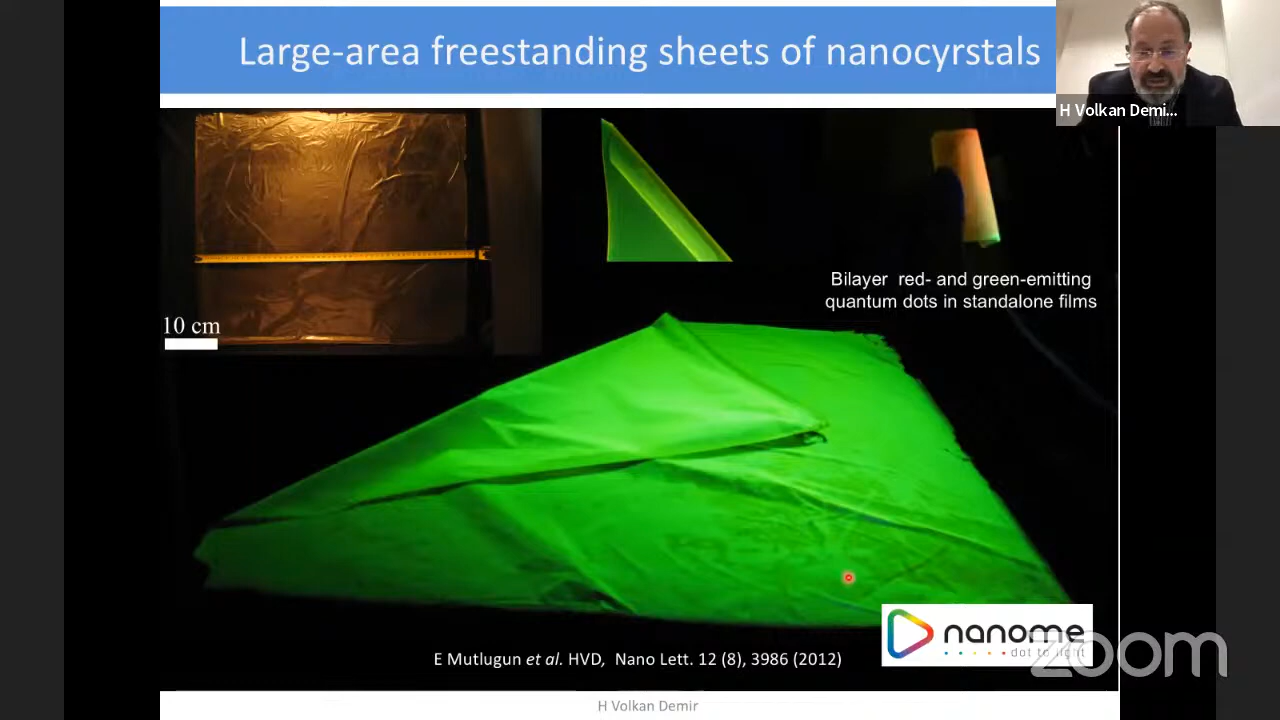 Large-area freestanding sheets of nanocyrstals
H Volkan Demi...
10 cm
Bilayer red- and green-emitting
quantum dots in standalone films
nanome
dot to light
zoom
E Mutlugun et al. HVD, Nano Lett. 12 (8), 3986 (2012)
H Volkan Demir